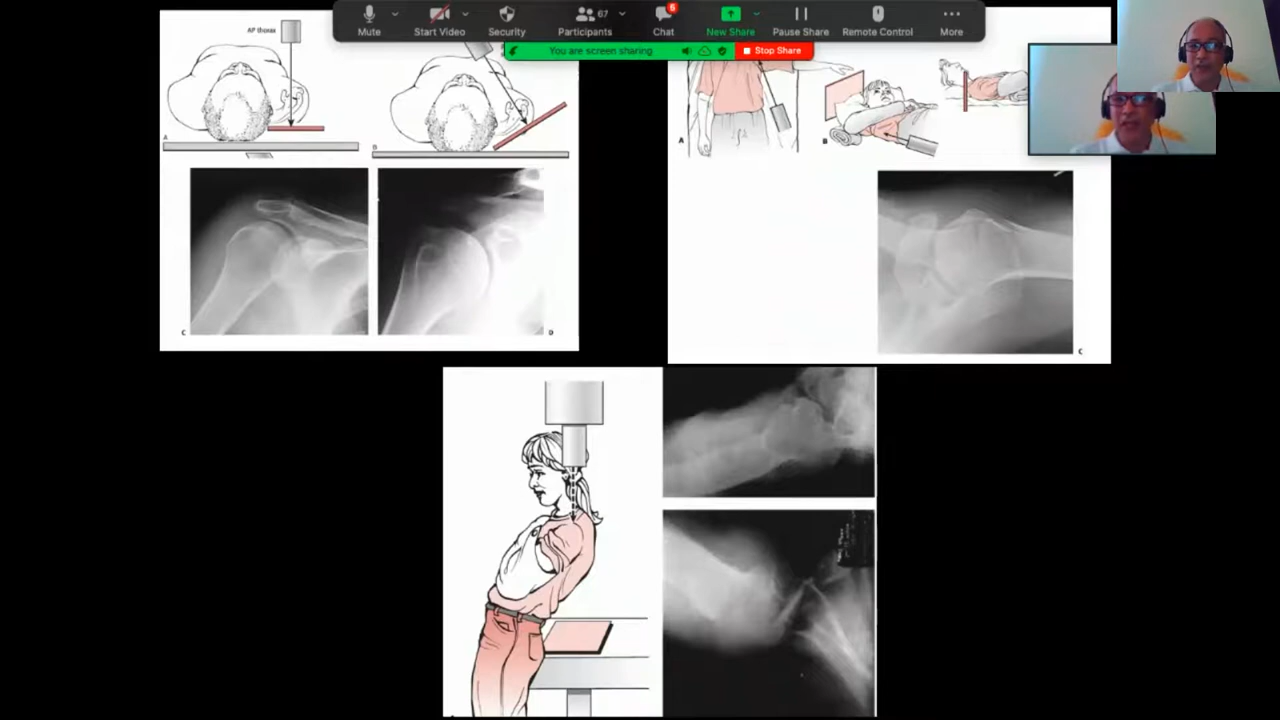 Mute
Start Video
Security
Participants
67
Chat
6
New Share
Pause Share
Remote Control
More
You are screen sharing
Stop Share
AP thorax
A
B
C
D
A
B
C